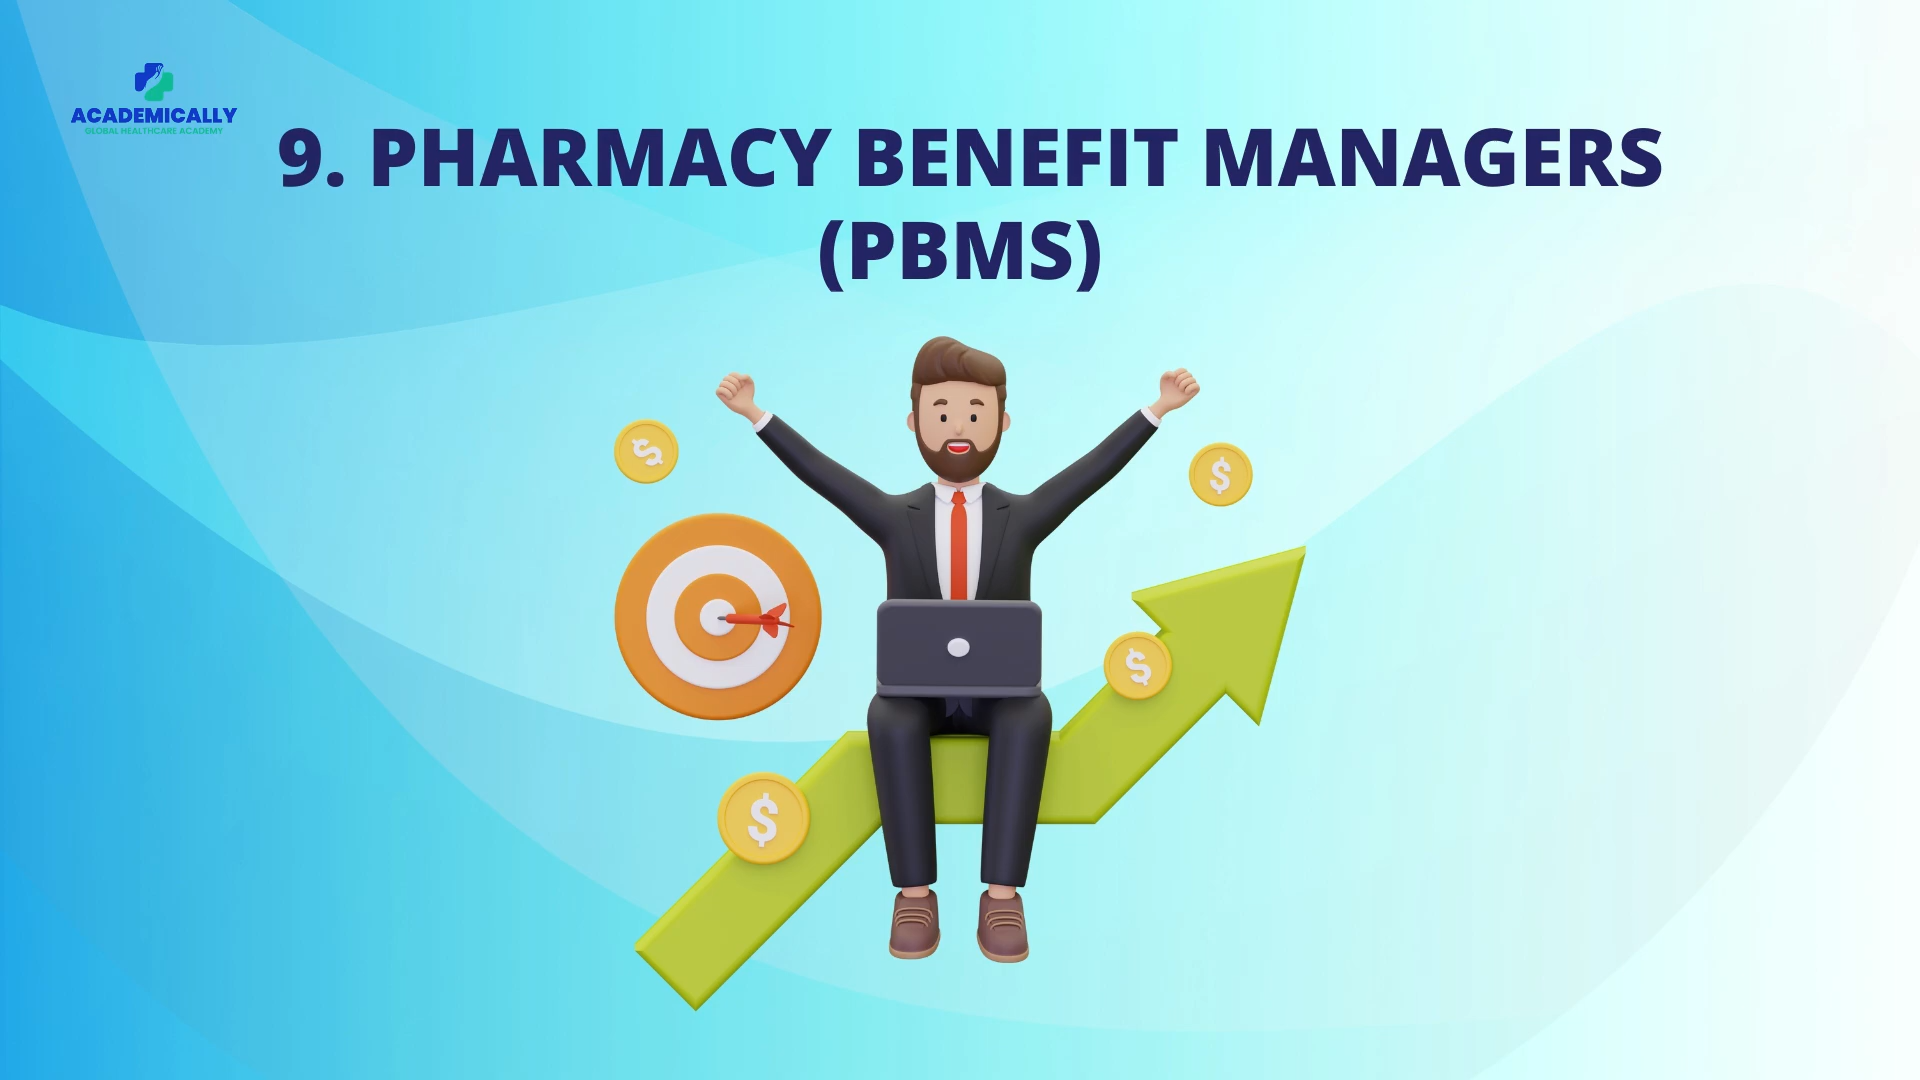 ACADEMICALLY
GLOBAL HEALTHCARE ACADEMY
9. PHARMACY BENEFIT MANAGERS
(PBMS)
$
$
$
$